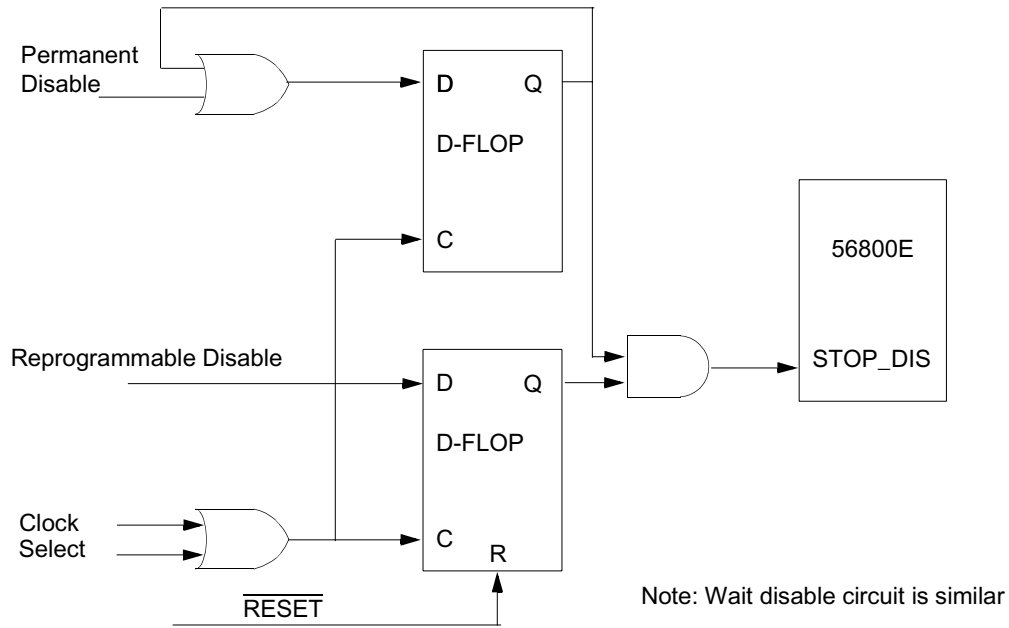 Permanent
Disable
D Q
D-FLOP
C
56800E
STOP_DIS
Reprogrammable Disable
D Q
D-FLOP
C
R
Clock
Select
RESET
Note: Wait disable circuit is similar